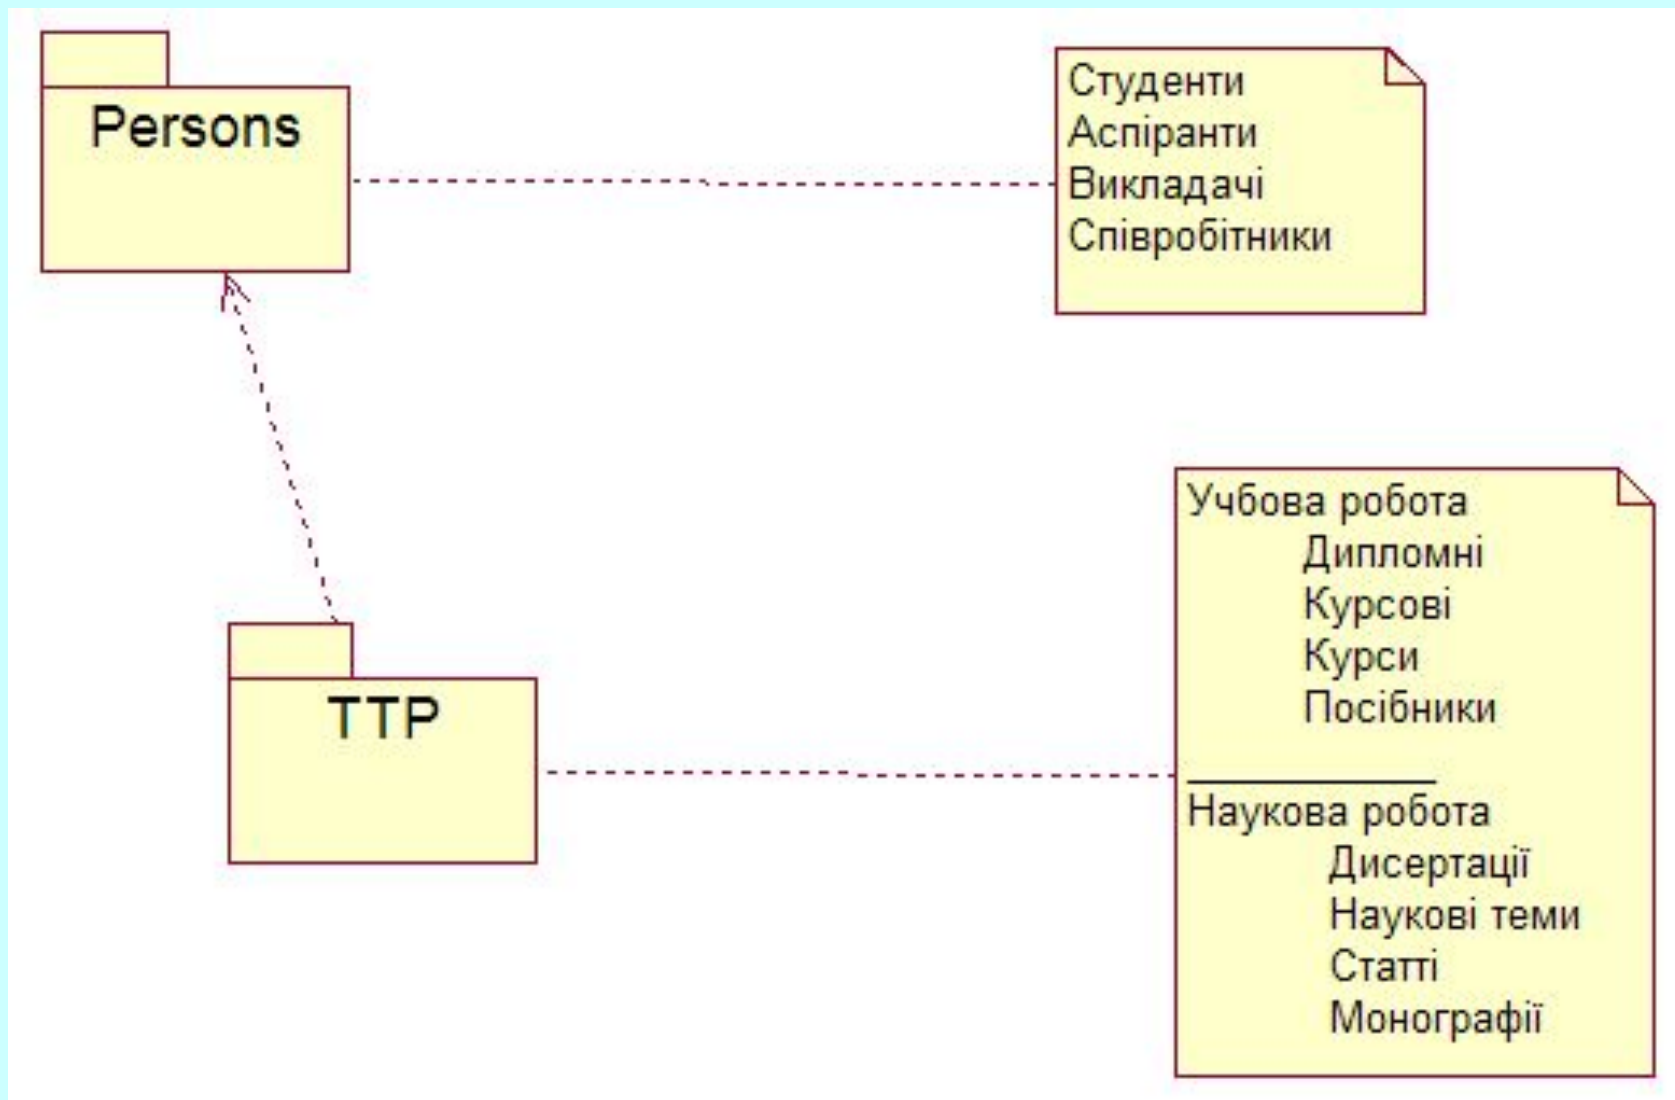 Persons
Студенти
Аспіранти
Викладачі
Співробітники
TTP
Учбова робота
Дипломні
Курсові
Курси
Посібники
Наукова робота
Дисертації
Наукові теми
Статті
Монографії